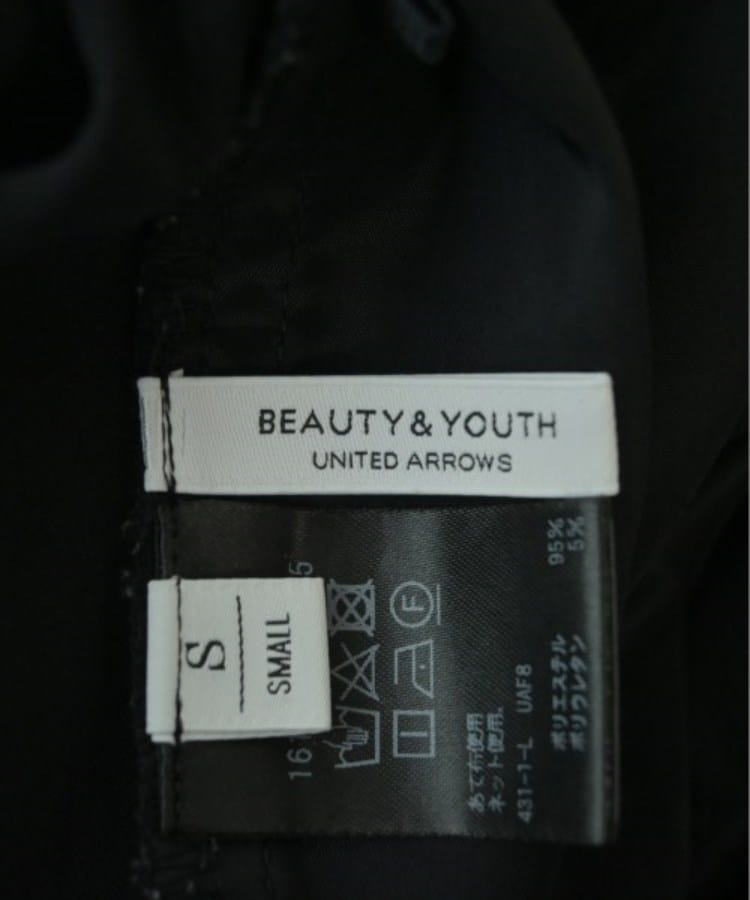 BEAUTY&YOUTH
UNITED ARROWS
S
SMALL
F
あて布使用
ネット使用。
431-1-L UAF8
ポリエステル 95%
ポリウレタン 5%